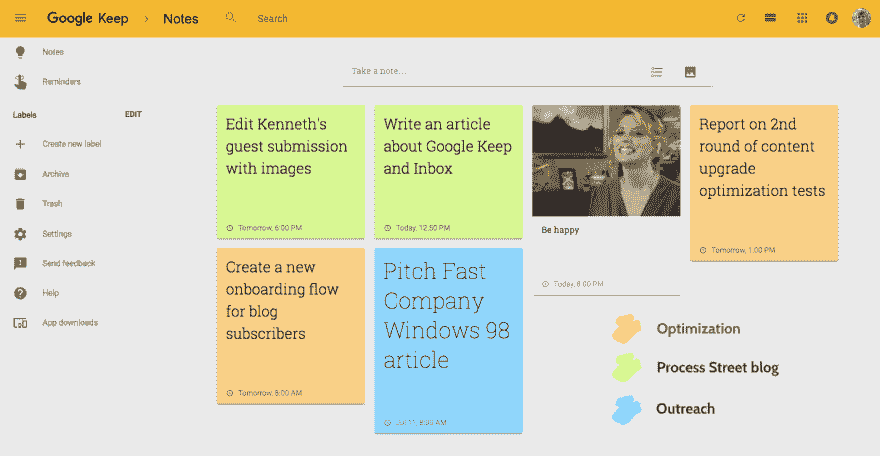 Google Keep > Notes Search
Notes
Reminders
Labels EDIT
Create new label
Archive
Trash
Settings
Send feedback
Help
App downloads
Take a note...
Edit Kenneth's
guest submission
with images
Tomorrow, 6:00 PM
Write an article
about Google Keep
and Inbox
Today, 12:50 PM
Be happy
Today, 8:00 PM
Report on 2nd
round of content
upgrade
optimization tests
Tomorrow, 1:00 PM
Create a new
onboarding flow
for blog
subscribers
Tomorrow, 8:00 AM
Pitch Fast
Company
Windows 98
article
Jul 11, 8:00 AM
Optimization
Process Street blog
Outreach